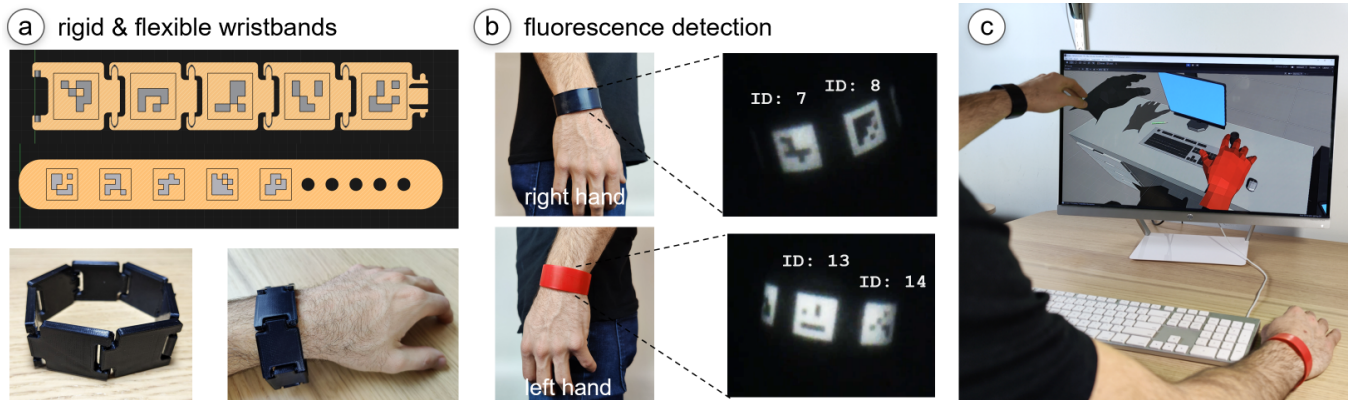 a rigid & flexible wristbands
b fluorescence detection
c
ID: 7
ID: 8
right hand
ID: 13
ID: 14
left hand